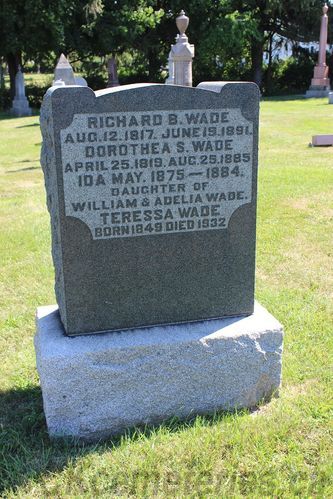 RICHARD B. WADE
AUG. 12. 1817. JUNE 19. 1891.
DOROTHEA S. WADE
APRIL 25. 1819. AUG. 25. 1885
IDA MAY. 1875 — 1884.
DAUGHTER OF
WILLIAM & ADELIA WADE.
TERESSA WADE
BORN 1849 DIED 1932